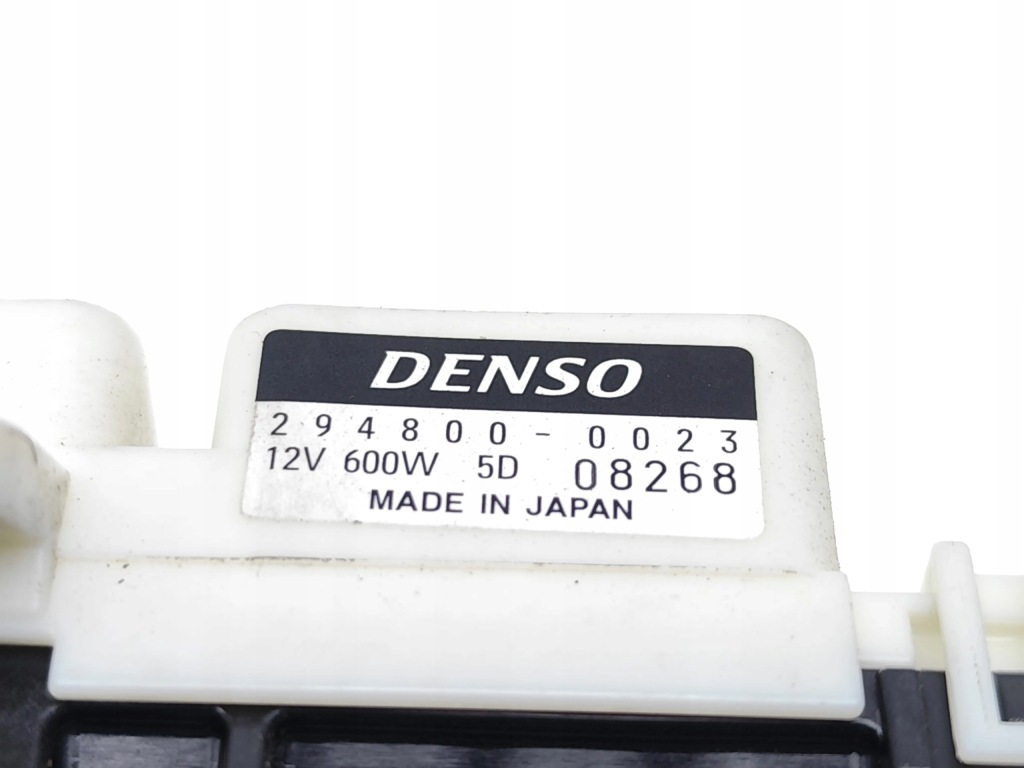 DENSO
294800-0023
12V 600W 5D 08268
MADE IN JAPAN